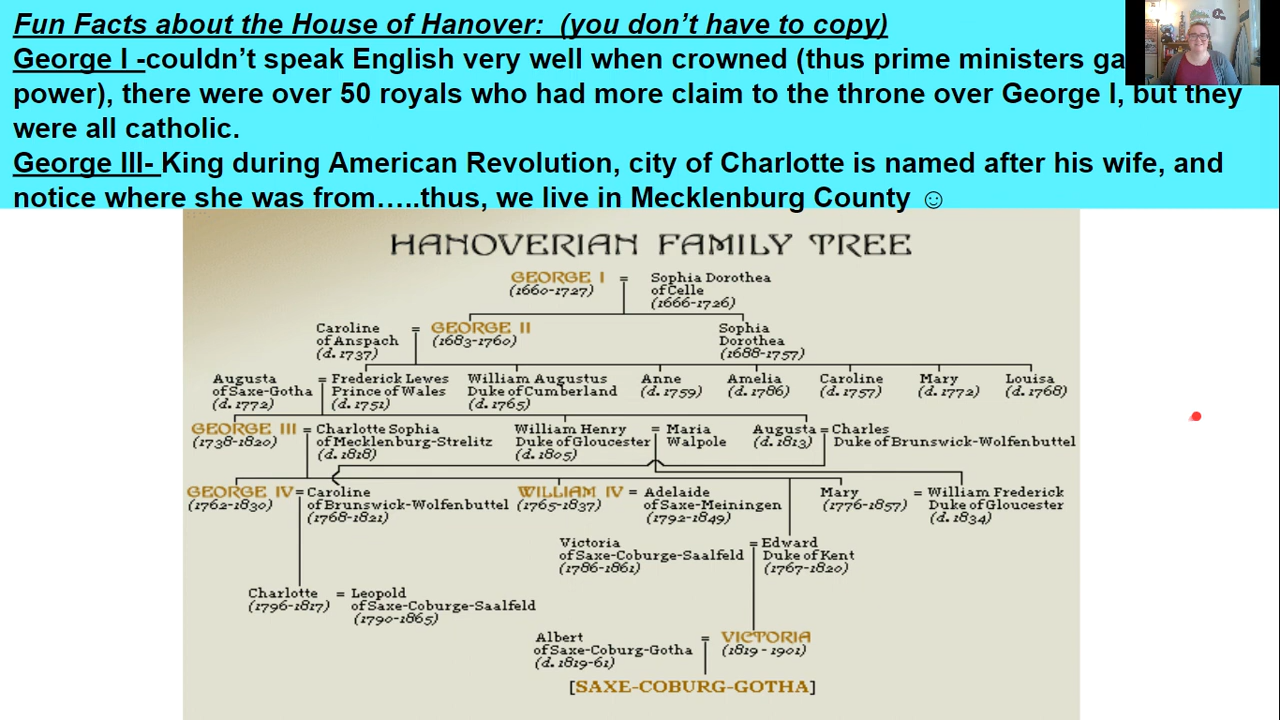 Fun Facts about the House of Hanover: (you don’t have to copy)
George I -couldn’t speak English very well when crowned (thus prime ministers ga
power), there were over 50 royals who had more claim to the throne over George I, but they
were all catholic.
George III- King during American Revolution, city of Charlotte is named after his wife, and
notice where she was from…..thus, we live in Mecklenburg County ☺
HANOVERIAN FAMILY TREE
GEORGE I = Sophia Dorothea
(1660-1727) of Celle
(1666-1726)
Caroline = GEORGE II Sophia
of Anspach (1683-1760) Dorothea
(d. 1737) (1688-1757)
Augusta = Frederick Lewes William Augustus Anne Amelia Caroline Mary Louisa
of Saxe-Gotha Prince of Wales Duke of Cumberland (d. 1759) (d. 1786) (d. 1757) (d. 1772) (d. 1768)
(d. 1772) (d. 1751) (d. 1765)
GEORGE III = Charlotte Sophia William Henry = Maria Augusta = Charles
(1738-1820) of Mecklenburg-Strelitz Duke of Gloucester Walpole (d. 1813) Duke of Brunswick-Wolfenbuttel
(d. 1818) (d. 1805)
GEORGE IV = Caroline WILLIAM IV = Adelaide Mary = William Frederick
(1762-1830) of Brunswick-Wolfenbuttel (1765-1837) of Saxe-Meiningen (1776-1857) Duke of Gloucester
(1768-1821) (1792-1849) (d. 1834)
Victoria = Edward
of Saxe-Coburge-Saalfeld Duke of Kent
(1786-1861) (1767-1820)
Charlotte = Leopold
(1796-1817) of Saxe-Coburge-Saalfeld
(1790-1865)
Albert = VICTORIA
of Saxe-Coburg-Gotha (1819 - 1901)
(d. 1819-61)
[SAXE-COBURG-GOTHA]